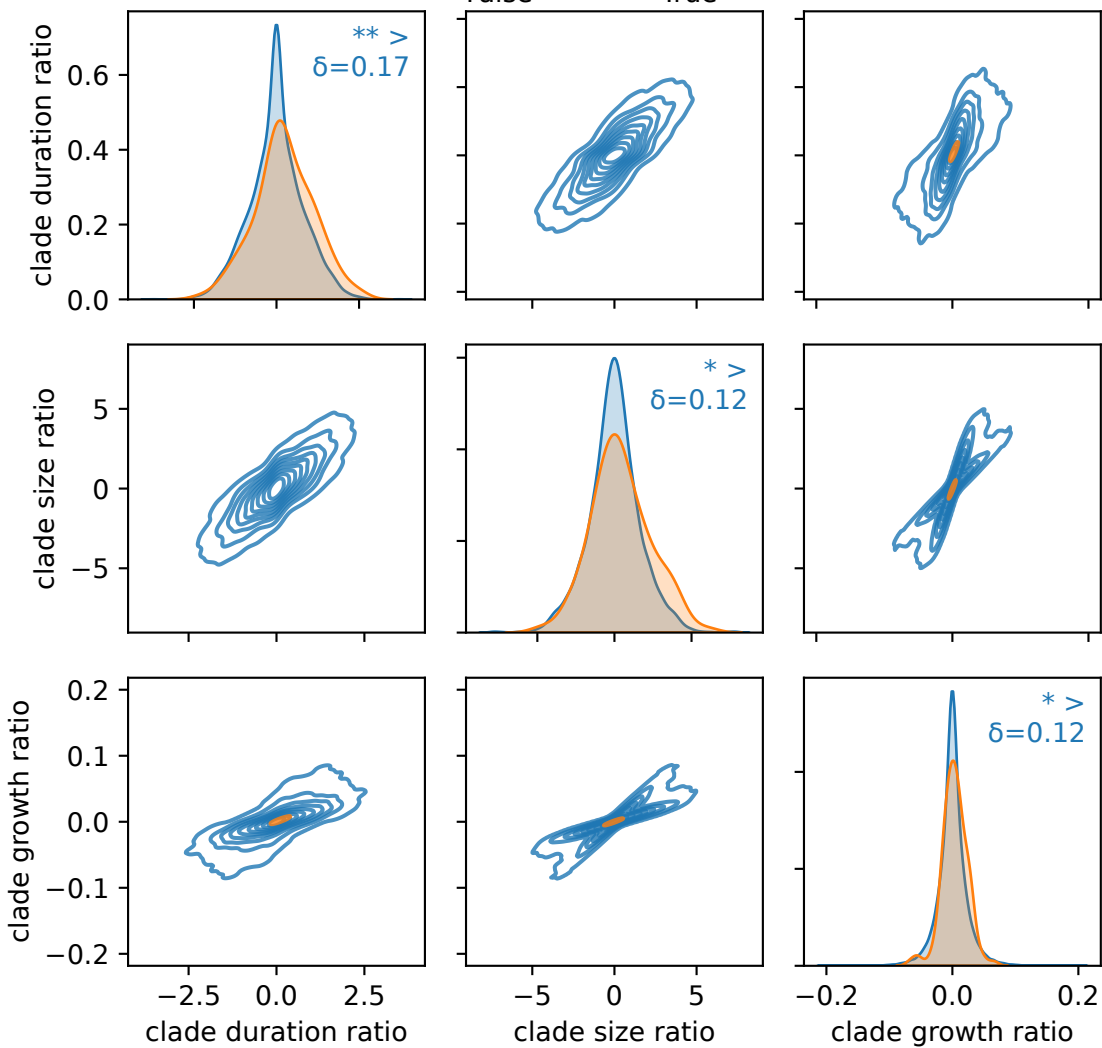 clade duration ratio
0.6
0.4
0.2
0.0
** >
δ=0.17
clade size ratio
5
0
−5
* >
δ=0.12
clade growth ratio
0.2
0.1
0.0
−0.1
−0.2
* >
δ=0.12
−2.5 0.0 2.5
clade duration ratio
−5 0 5
clade size ratio
−0.2 0.0 0.2
clade growth ratio